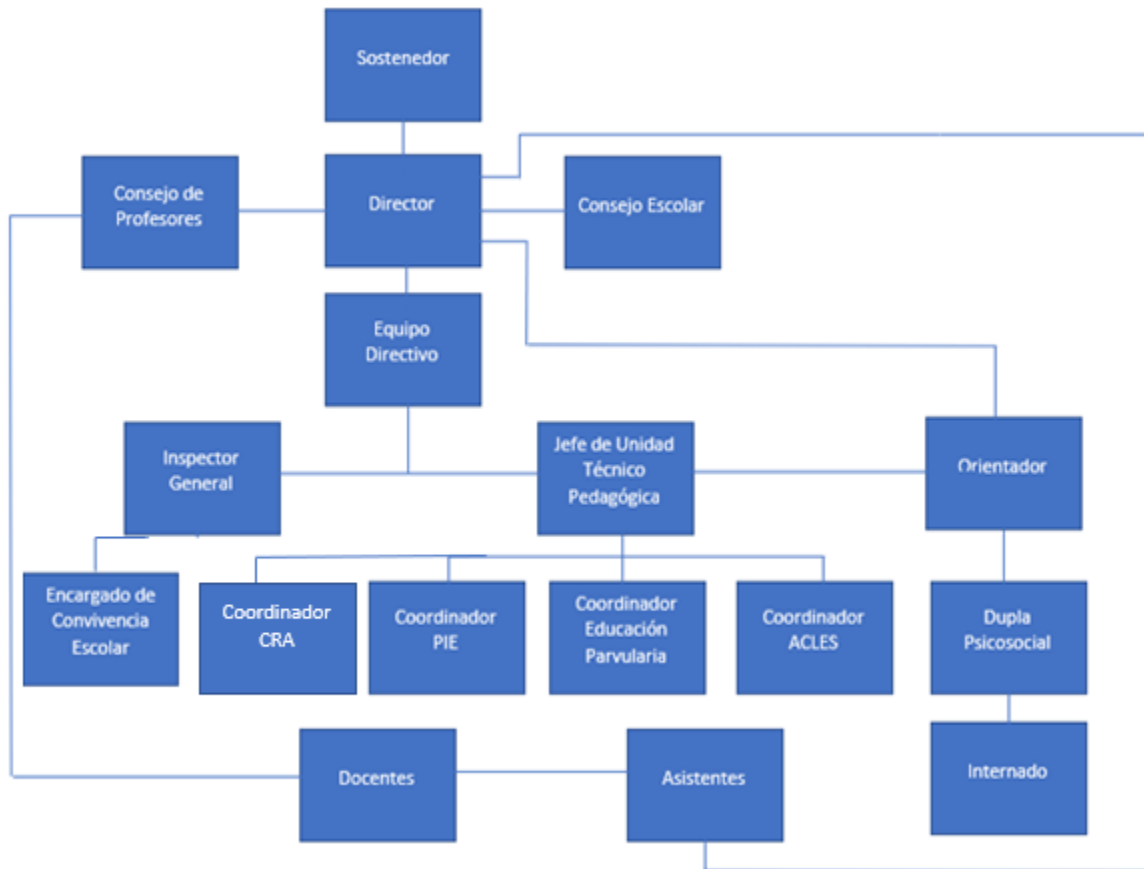 Sostenedor
Consejo de
Profesores
Director
Consejo Escolar
Equipo
Directivo
Inspector
General
Jefe de Unidad
Técnico
Pedagógica
Orientador
Encargado de
Convivencia
Escolar
Coordinador
CRA
Coordinador
PIE
Coordinador
Educación
Parvularia
Coordinador
ACLES
Dupla
Psicosocial
Docentes
Asistentes
Internado